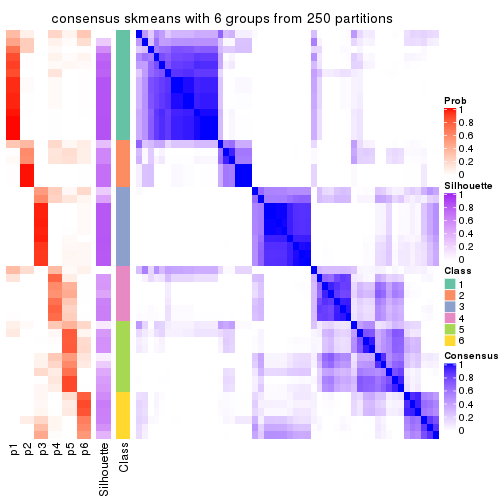 consensus skmeans with 6 groups from 250 partitions
Prob
1
0.8
0.6
0.4
0.2
0
Silhouette
1
0.8
0.6
0.4
0.2
0
Class
1
2
3
4
5
6
Consensus
1
0.8
0.6
0.4
0.2
0
p1
p2
p3
p4
p5
p6
Silhouette
Class